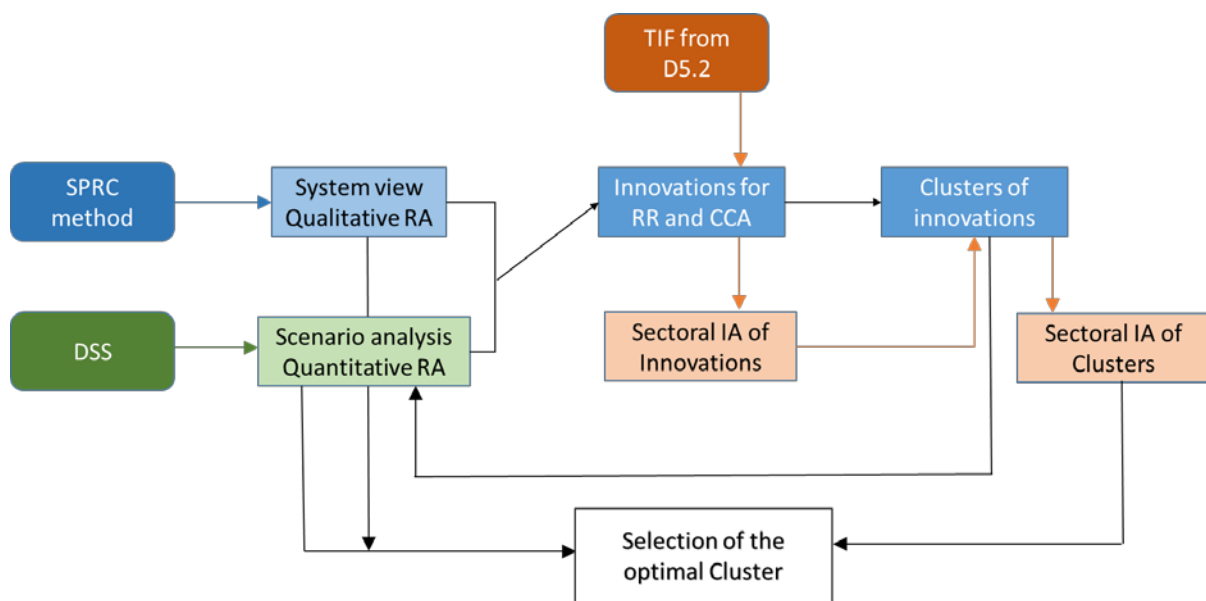 TIF from
D5.2
SPRC
method
System view
Qualitative RA
Innovations for
RR and CCA
Clusters of
innovations
DSS
Scenario analysis
Quantitative RA
Sectoral IA of
Innovations
Sectoral IA of
Clusters
Selection of the
optimal Cluster